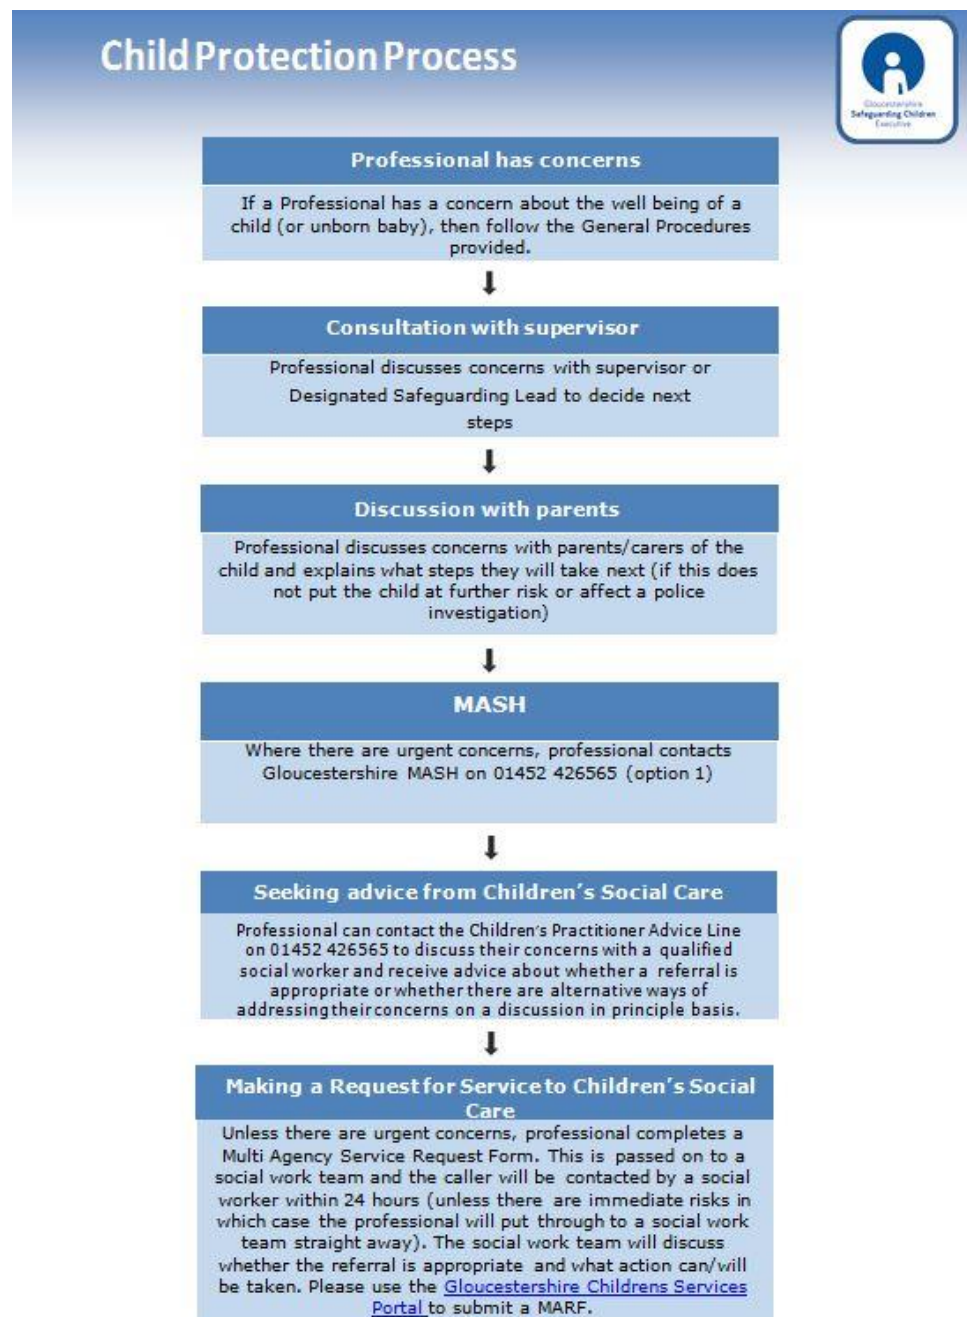 Child Protection Process
Gloucestershire
Safeguarding Children
Executive
Professional has concerns
If a Professional has a concern about the well being of a
child (or unborn baby), then follow the General Procedures
provided.
Consultation with supervisor
Professional discusses concerns with supervisor or
Designated Safeguarding Lead to decide next
steps
Discussion with parents
Professional discusses concerns with parents/carers of the
child and explains what steps they will take next (if this does
not put the child at further risk or affect a police
investigation)
MASH
Where there are urgent concerns, professional contacts
Gloucestershire MASH on 01452 426565 (option 1)
Seeking advice from Children's Social Care
Professional can contact the Children's Practitioner Advice Line
on 01452 426565 to discuss their concerns with a qualified
social worker and receive advice about whether a referral is
appropriate or whether there are alternative ways of
addressing their concerns on a discussion in principle basis.
Making a Request for Service to Children's Social
Care
Unless there are urgent concerns, professional completes a
Multi Agency Service Request Form. This is passed on to a
social work team and the caller will be contacted by a social
worker within 24 hours (unless there are immediate risks in
which case the professional will put through to a social work
team straight away). The social work team will discuss
whether the referral is appropriate and what action can/will
be taken. Please use the Gloucestershire Childrens Services
Portal to submit a MARF.